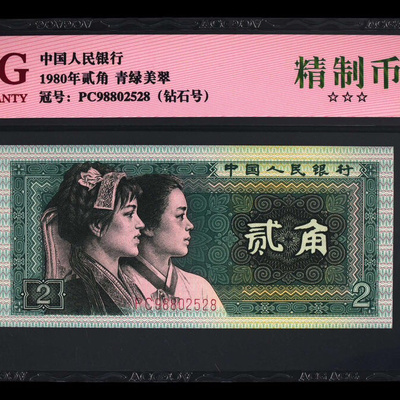 G
ANTY
中国人民银行
1980年贰角 青绿美翠
冠号：PC98802528（钻石号）
精制币
☆☆☆
中国人民银行
贰角
2
PC98802528
2